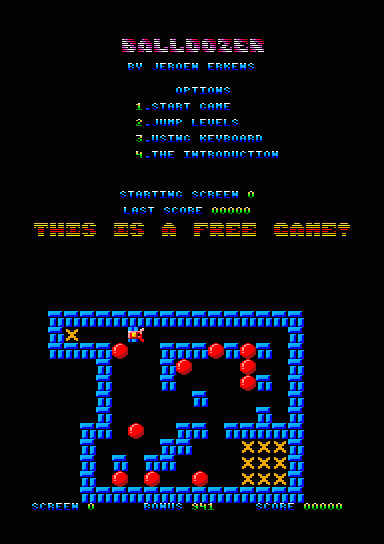 BALLDOZER
BY JEROEN ERKENS
OPTIONS
1.START GAME
2.JUMP LEVELS
3.USING KEYBOARD
4.THE INTRODUCTION
STARTING SCREEN 0
LAST SCORE 00000
THIS IS A FREE GAME?
SCREEN 0 BONUS 941 SCORE 00000